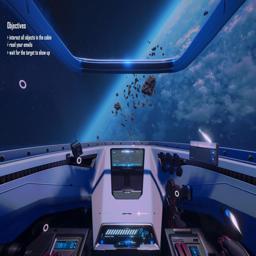 Objectives
› interact all objects in the cabin
› read your emails
› wait for the target to show up